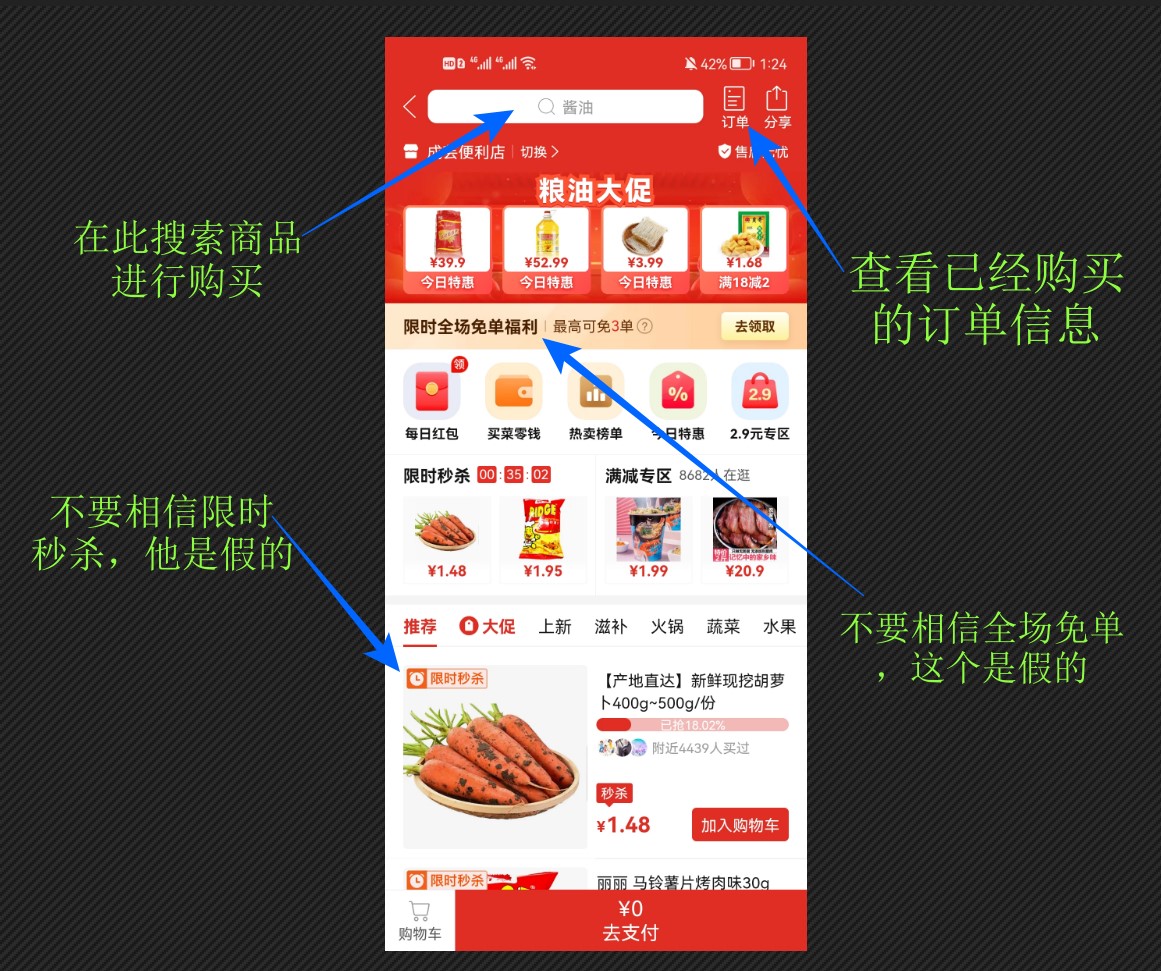 HD 2 4G 4G 42% 1:24
酱油
订单 分享
便利店 切换
粮油大促
¥39.9 ¥52.99 ¥3.99 ¥1.68
今日特惠 今日特惠 今日特惠 满18减2
在此搜索商品
进行购买
查看已经购买
的订单信息
限时全场免单福利 最高可免3单 ? 去领取
领
2.9
每日红包 买菜零钱 热卖榜单 今日特惠 2.9元专区
限时秒杀 00:35:02 满减专区 8682人在逛
¥1.48 ¥1.95 ¥1.99 ¥20.9
不要相信限时
秒杀，他是假的
不要相信全场免单
，这个是假的
推荐 大促 上新 滋补 火锅 蔬菜 水果
限时秒杀
【产地直达】新鲜现挖胡萝
卜400g~500g/份
已抢18.02%
附近4439人买过
秒杀
¥1.48 加入购物车
限时秒杀
丽丽 马铃薯片烤肉味30g
¥0
购物车 去支付